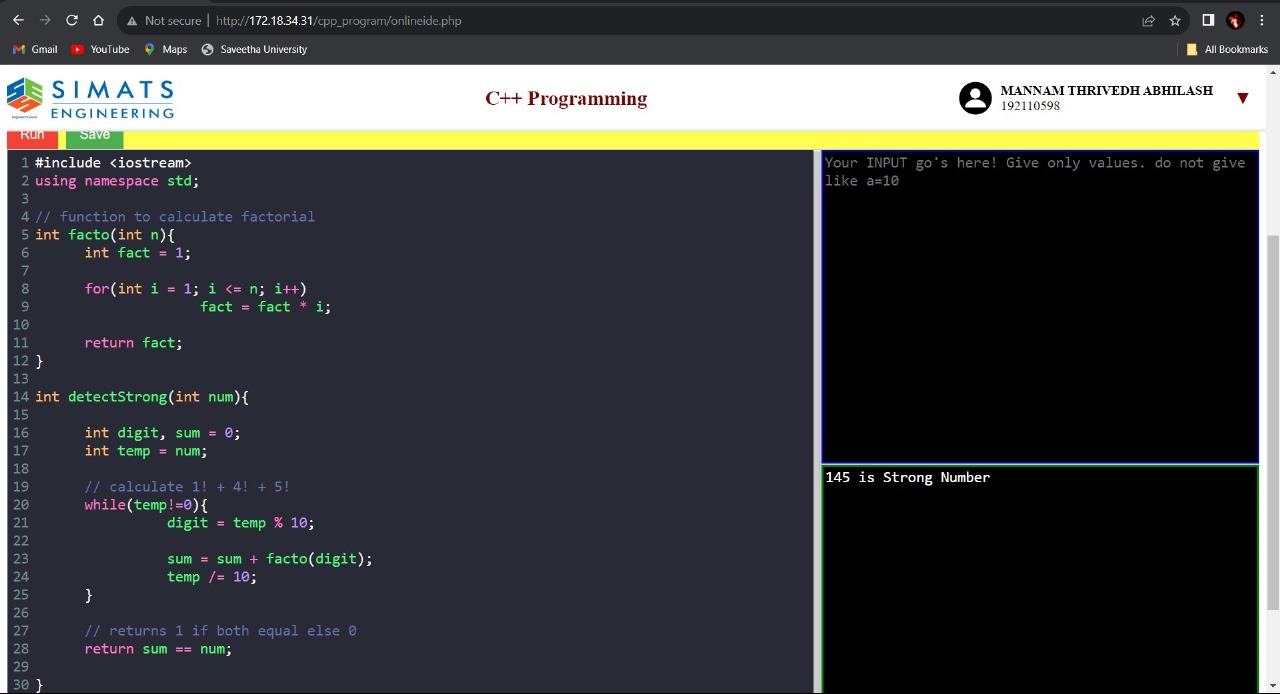 Not secure | http://172.18.34.31/cpp_program/onlineide.php
Gmail YouTube Maps Saveetha University All Bookmarks
SIMATS
ENGINEERING
C++ Programming
MANNAM THRIVEDH ABHILASH
192110598
Run Save
1 #include <iostream>
2 using namespace std;
3
4 // function to calculate factorial
5 int facto(int n){
6 int fact = 1;
7
8 for(int i = 1; i <= n; i++)
9 fact = fact * i;
10
11 return fact;
12 }
13
14 int detectStrong(int num){
15
16 int digit, sum = 0;
17 int temp = num;
18
19 // calculate 1! + 4! + 5!
20 while(temp!=0){
21 digit = temp % 10;
22
23 sum = sum + facto(digit);
24 temp /= 10;
25 }
26
27 // returns 1 if both equal else 0
28 return sum == num;
29
30 }
Your INPUT go's here! Give only values. do not give
like a=10
145 is Strong Number